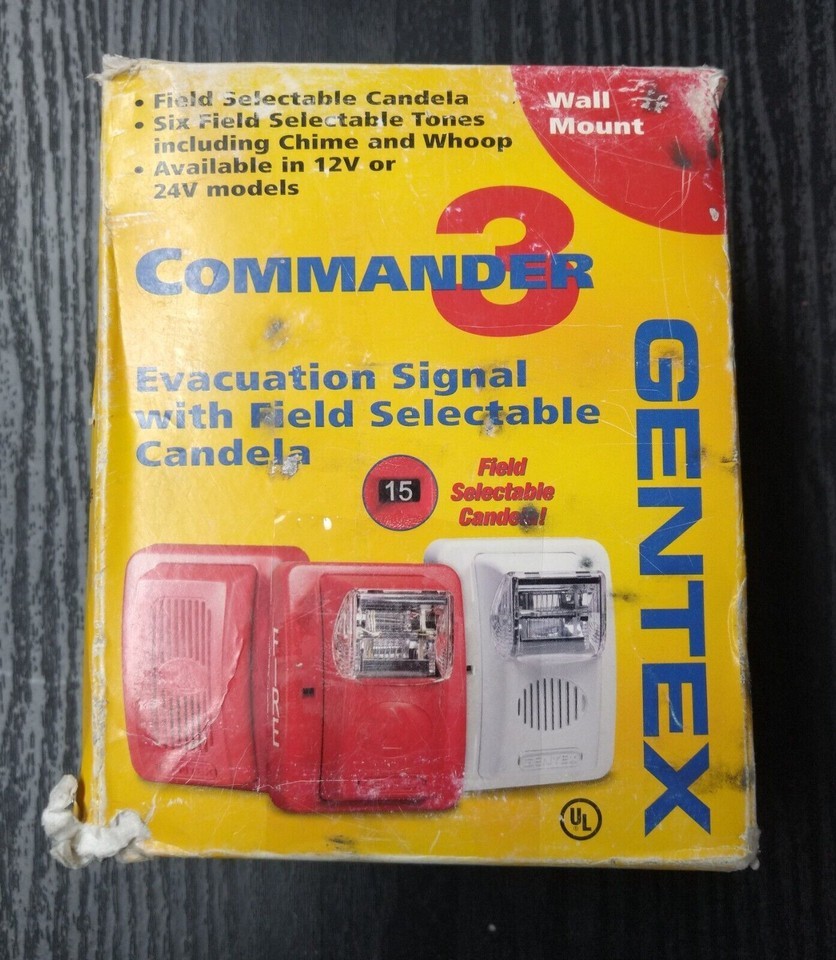 • Field Selectable Candela
• Six Field Selectable Tones
including Chime and Whoop
• Available in 12V or
24V models
Wall
Mount
COMMANDER
3
Evacuation Signal
with Field Selectable
Candela
15
Field
Selectable
Candela!
GENTEX
FIRE
GENTEX
UL